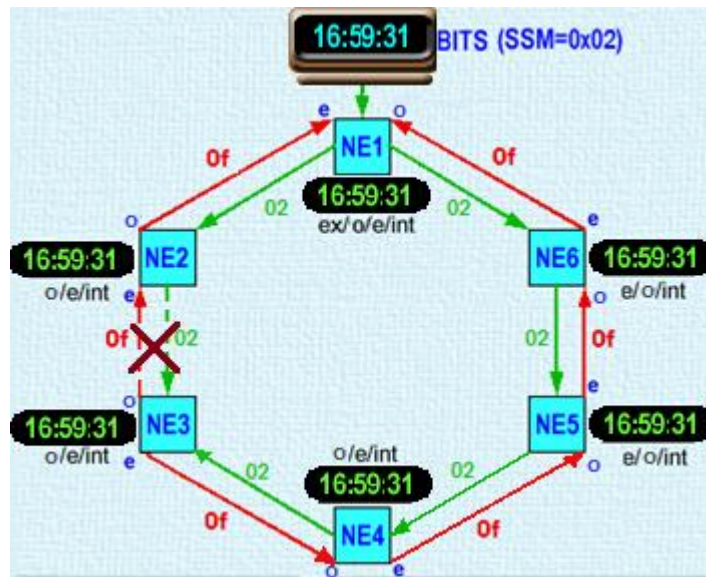 16:59:31 BITS (SSM=0x02)
e o
NE1
0f 0f
16:59:31
02 02
ex/o/e/int
o e
16:59:31 NE2 NE6 16:59:31
o/e/int e o e/o/int
0f 02 02 0f
o e
16:59:31 NE3 NE5 16:59:31
o/e/int e o e/o/int
o/e/int
02 16:59:31 02
0f NE4 0f
o e